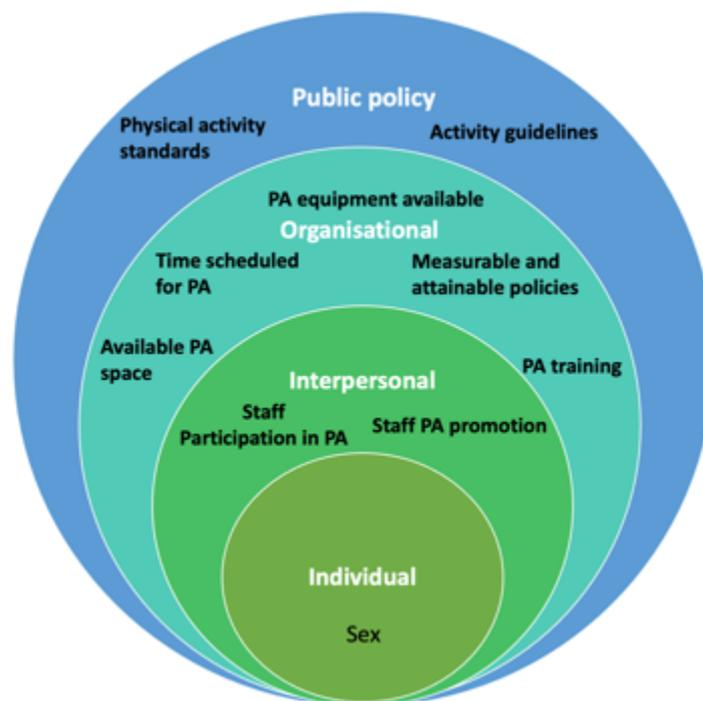 Public policy
Physical activity
standards
Activity guidelines
PA equipment available
Organisational
Time scheduled
for PA
Measurable and
attainable policies
Available PA
space
PA training
Interpersonal
Staff
Participation in PA
Staff PA promotion
Individual
Sex